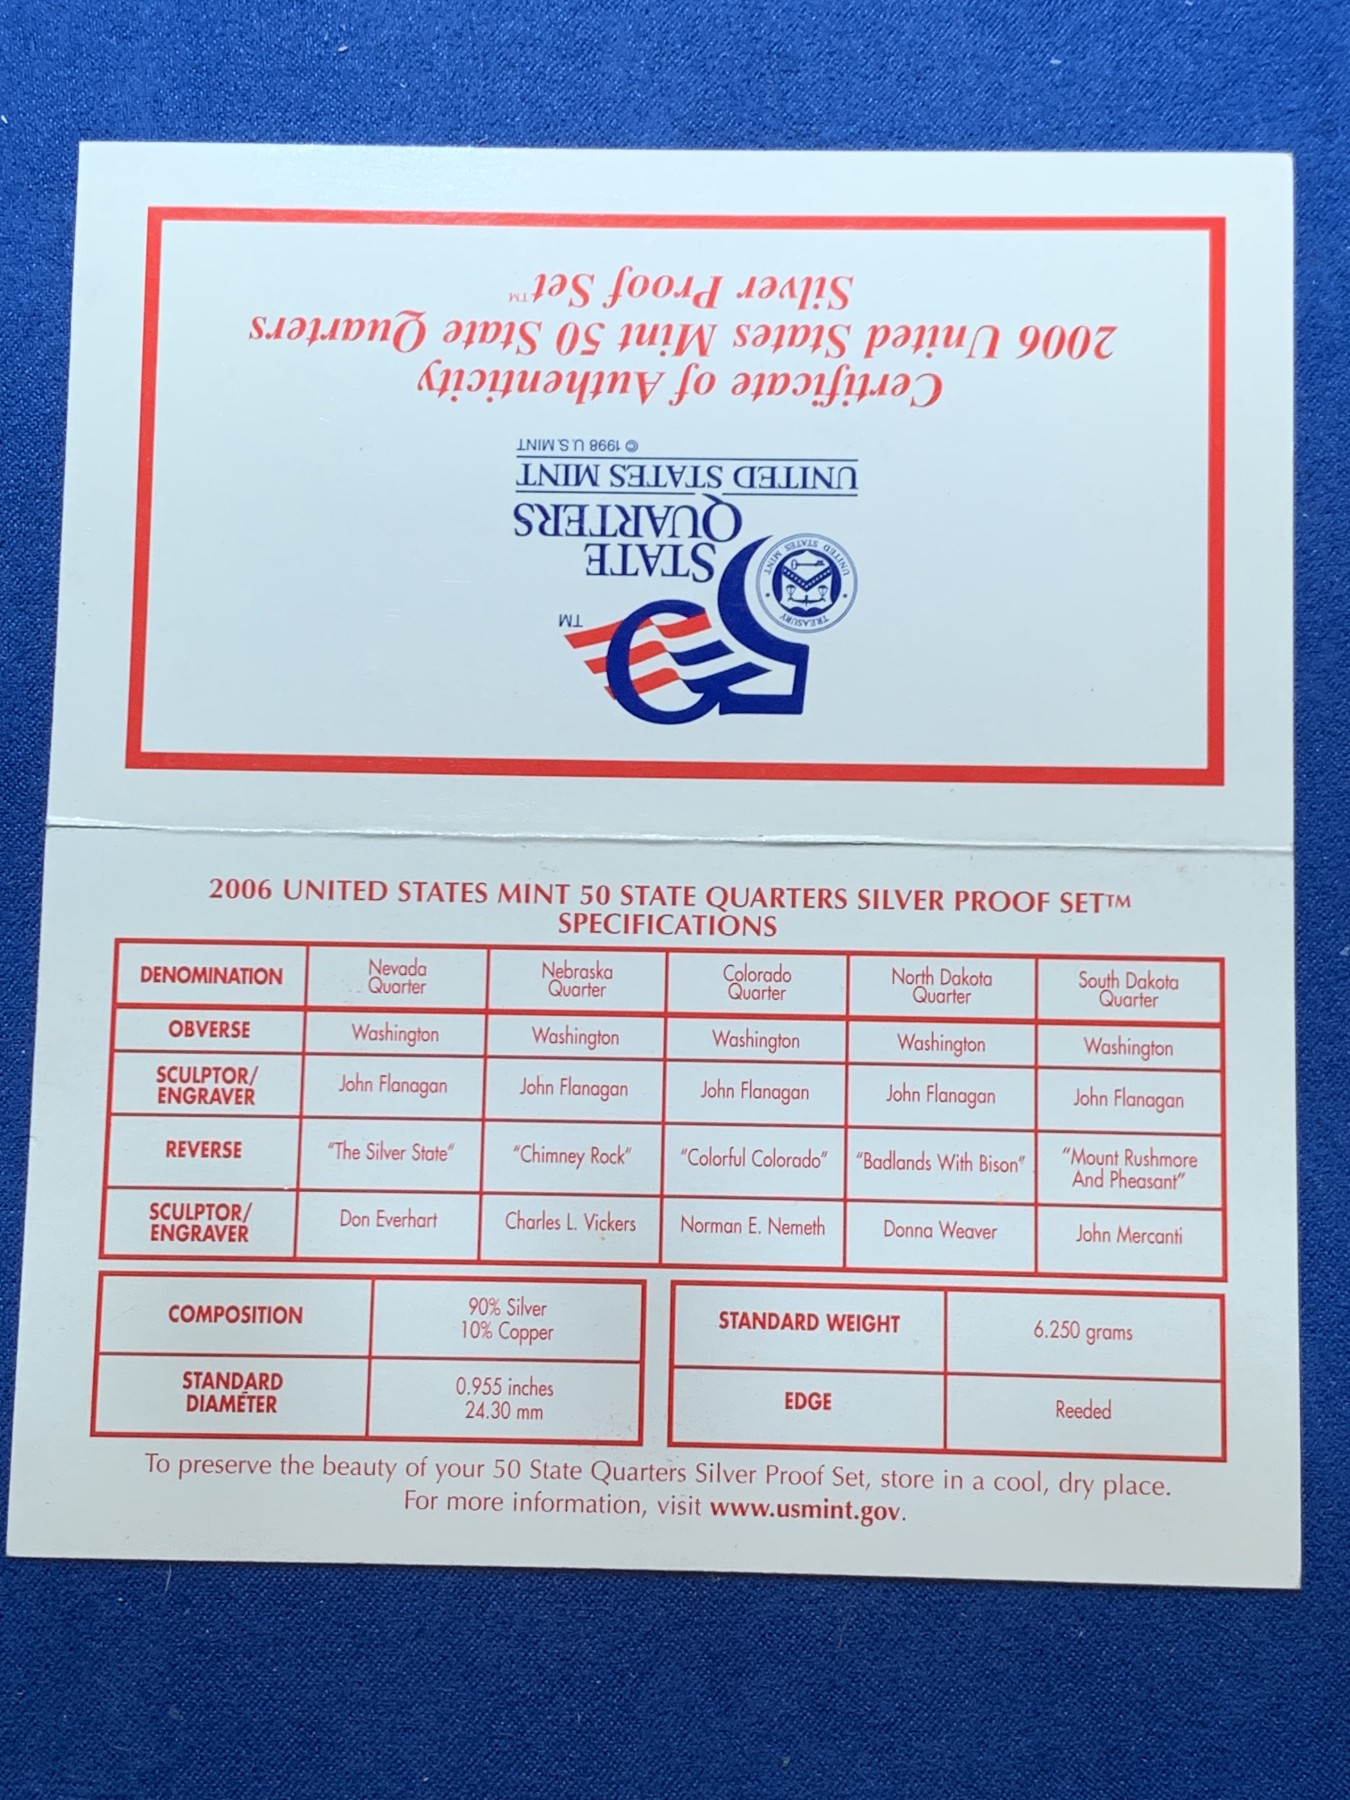 Certificate of Authenticity
2006 United States Mint 50 State Quarters
Silver Proof Set™
50
TM
STATE
QUARTERS
UNITED STATES MINT
© 1998 U.S. MINT
TREASURY
UNITED STATES MINT
2006 UNITED STATES MINT 50 STATE QUARTERS SILVER PROOF SET™
SPECIFICATIONS
DENOMINATION Nevada Quarter Nebraska Quarter Colorado Quarter North Dakota Quarter South Dakota Quarter
OBVERSE Washington Washington Washington Washington Washington
SCULPTOR/ ENGRAVER John Flanagan John Flanagan John Flanagan John Flanagan John Flanagan
REVERSE "The Silver State" "Chimney Rock" "Colorful Colorado" "Badlands With Bison" "Mount Rushmore And Pheasant"
SCULPTOR/ ENGRAVER Don Everhart Charles L. Vickers Norman E. Nemeth Donna Weaver John Mercanti
COMPOSITION 90% Silver 10% Copper
STANDARD DIAMETER 0.955 inches 24.30 mm
STANDARD WEIGHT 6.250 grams
EDGE Reeded
To preserve the beauty of your 50 State Quarters Silver Proof Set, store in a cool, dry place.
For more information, visit www.usmint.gov.